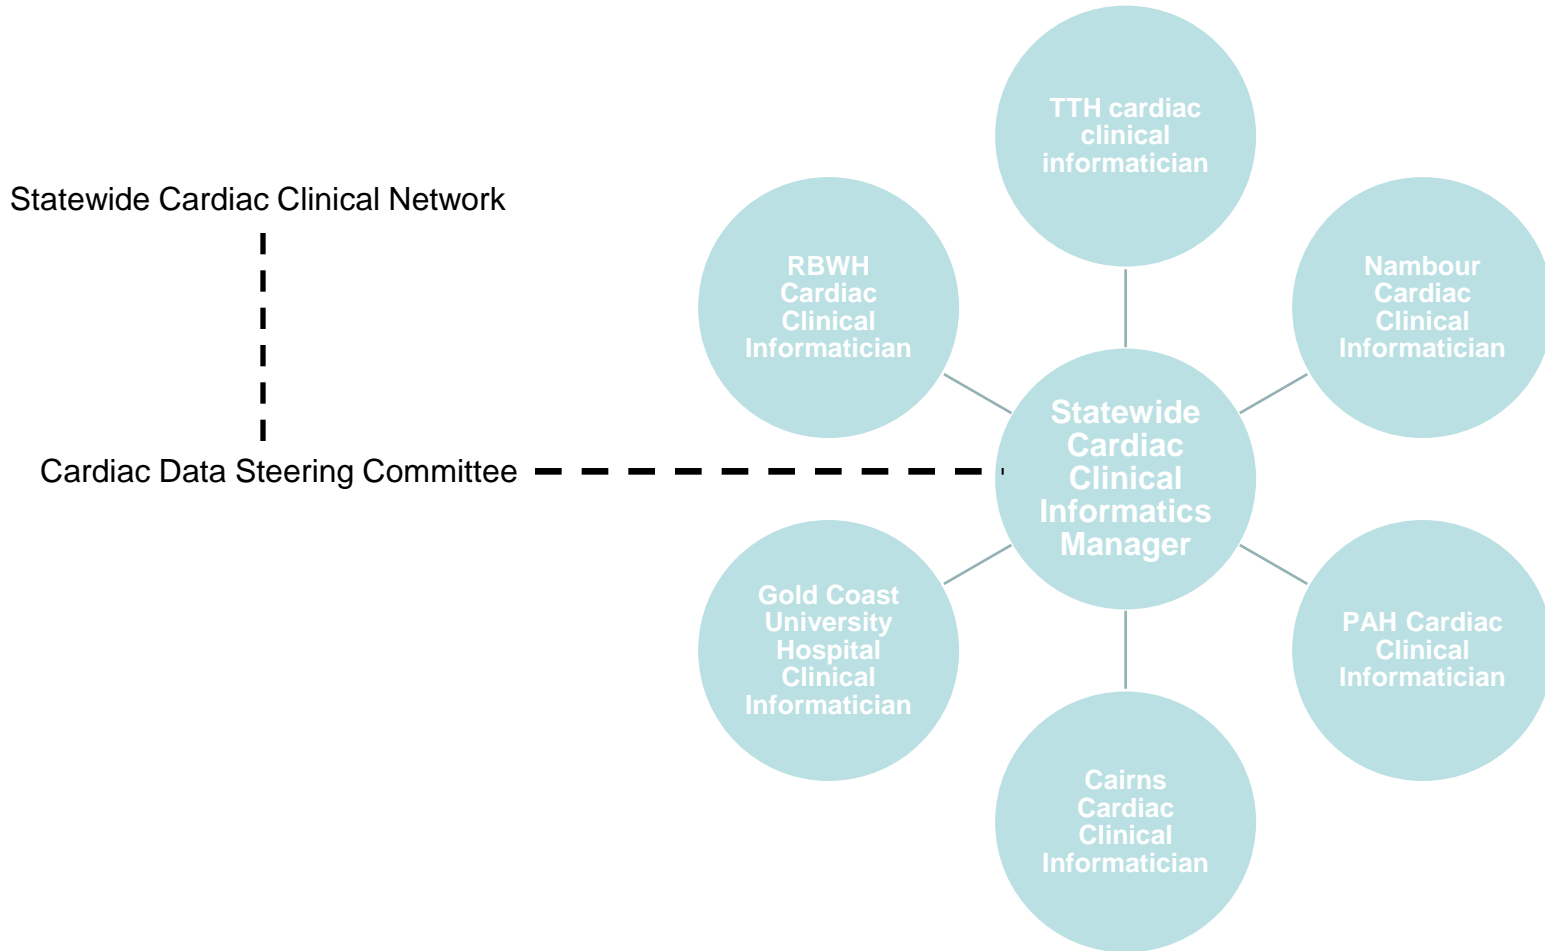 Statewide Cardiac Clinical Network
Cardiac Data Steering Committee
TTH cardiac
clinical
informatician
RBWH
Cardiac
Clinical
Informatician
Nambour
Cardiac
Clinical
Informatician
Statewide
Cardiac
Clinical
Informatics
Manager
Gold Coast
University
Hospital
Clinical
Informatician
PAH Cardiac
Clinical
Informatician
Cairns
Cardiac
Clinical
Informatician